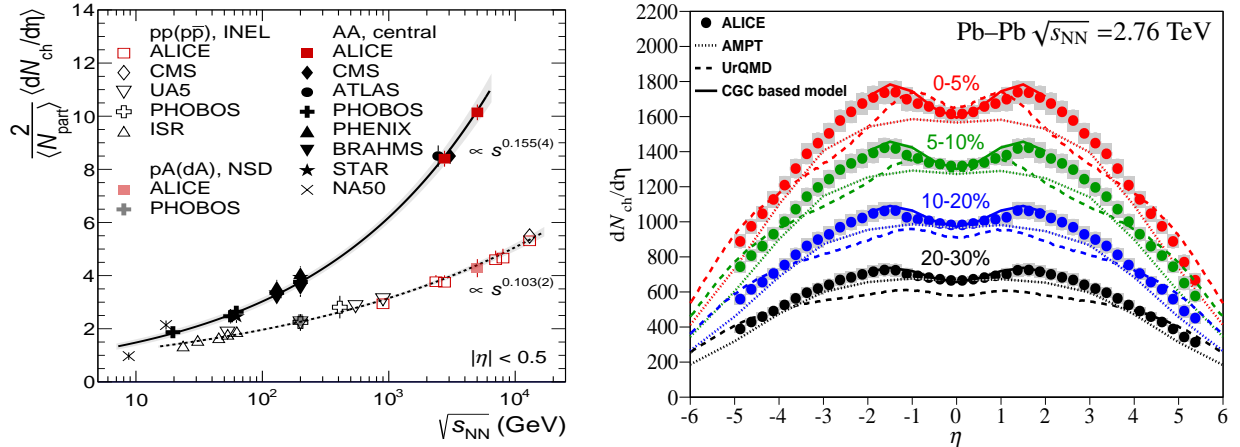 2/⟨N_part⟩ ⟨dN_ch/dη⟩
14
12
10
8
6
4
2
0
pp(pp̅), INEL
ALICE
CMS
UA5
PHOBOS
ISR
pA(dA), NSD
ALICE
PHOBOS
AA, central
ALICE
CMS
ATLAS
PHOBOS
PHENIX
BRAHMS
STAR
NA50
∝ s^0.155(4)
∝ s^0.103(2)
|η| < 0.5
10 10² 10³ 10⁴
√s_NN (GeV)
dN_ch/dη
2200
2000
1800
1600
1400
1200
1000
800
600
400
200
0
ALICE
AMPT
UrQMD
CGC based model
Pb–Pb √s_NN =2.76 TeV
0-5%
5-10%
10-20%
20-30%
-6 -5 -4 -3 -2 -1 0 1 2 3 4 5 6
η